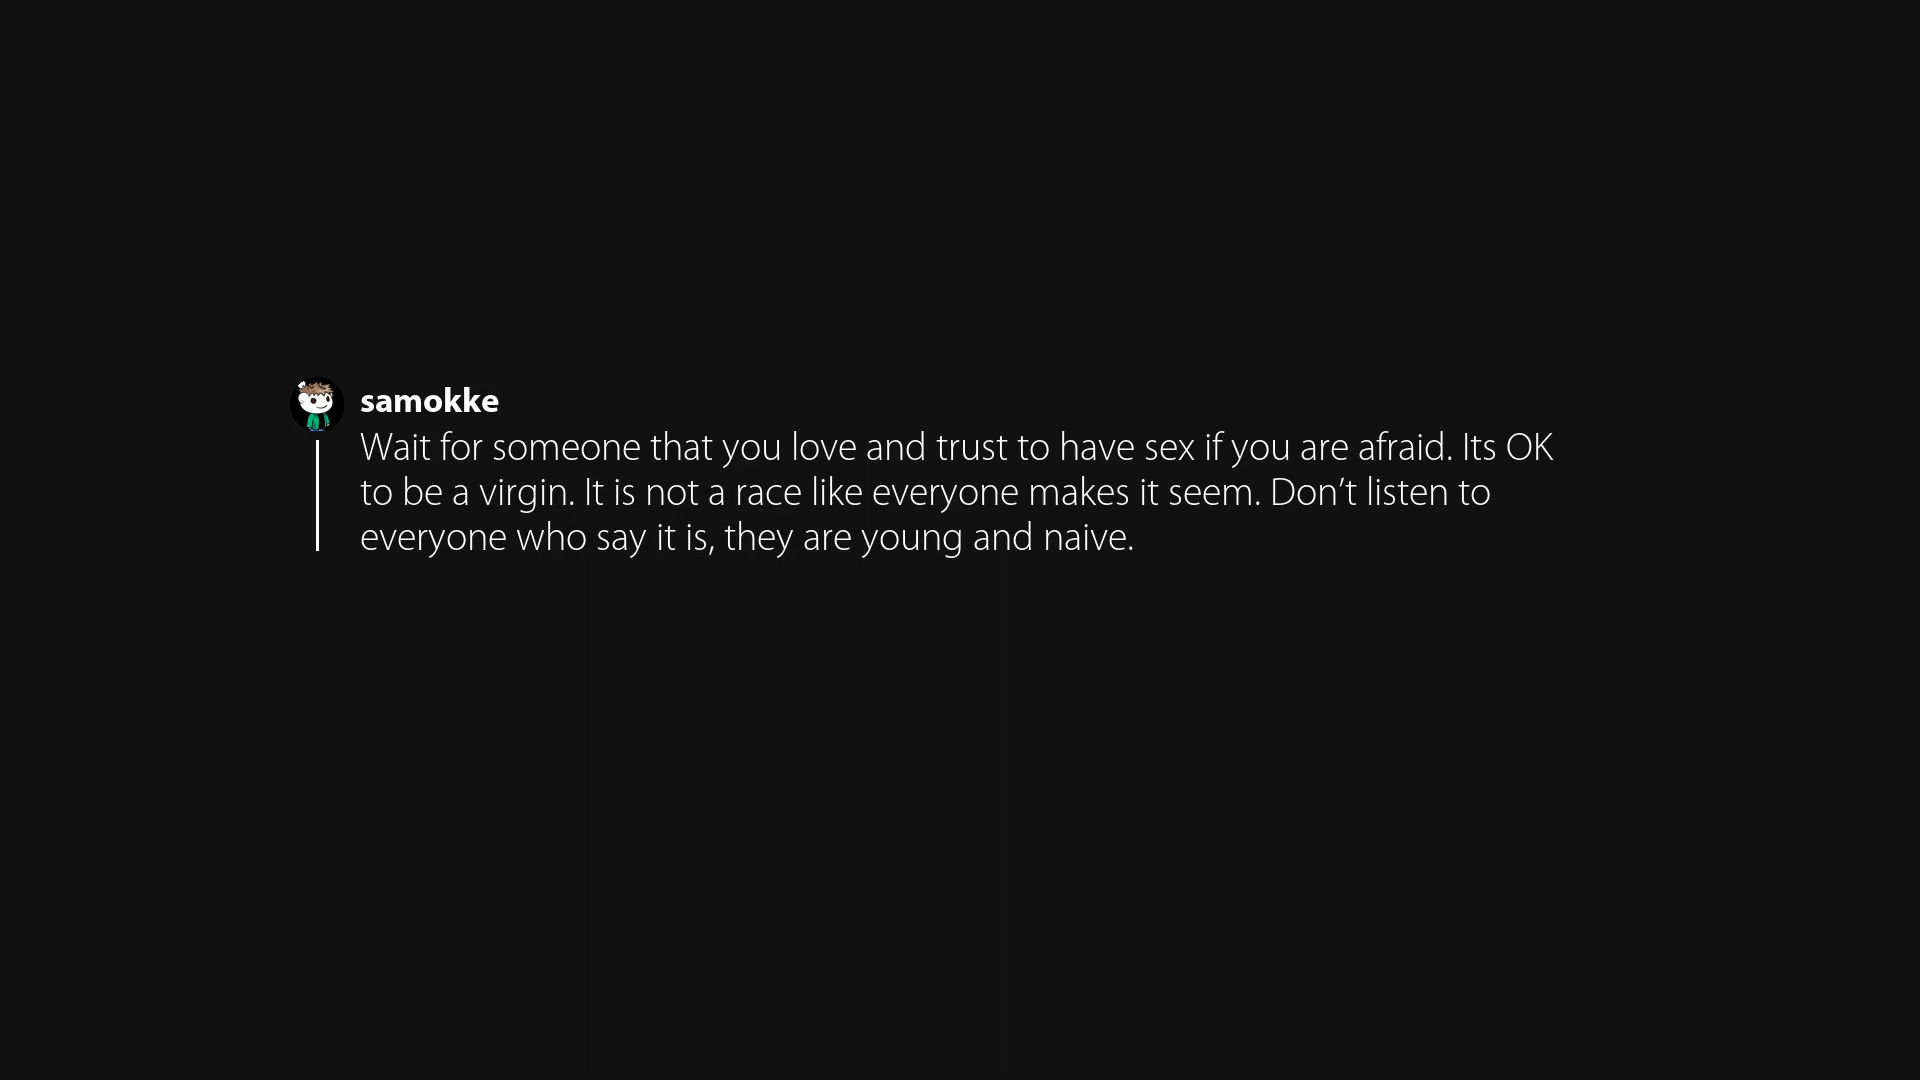 samokke
Wait for someone that you love and trust to have sex if you are afraid. Its OK
to be a virgin. It is not a race like everyone makes it seem. Don’t listen to
everyone who say it is, they are young and naive.